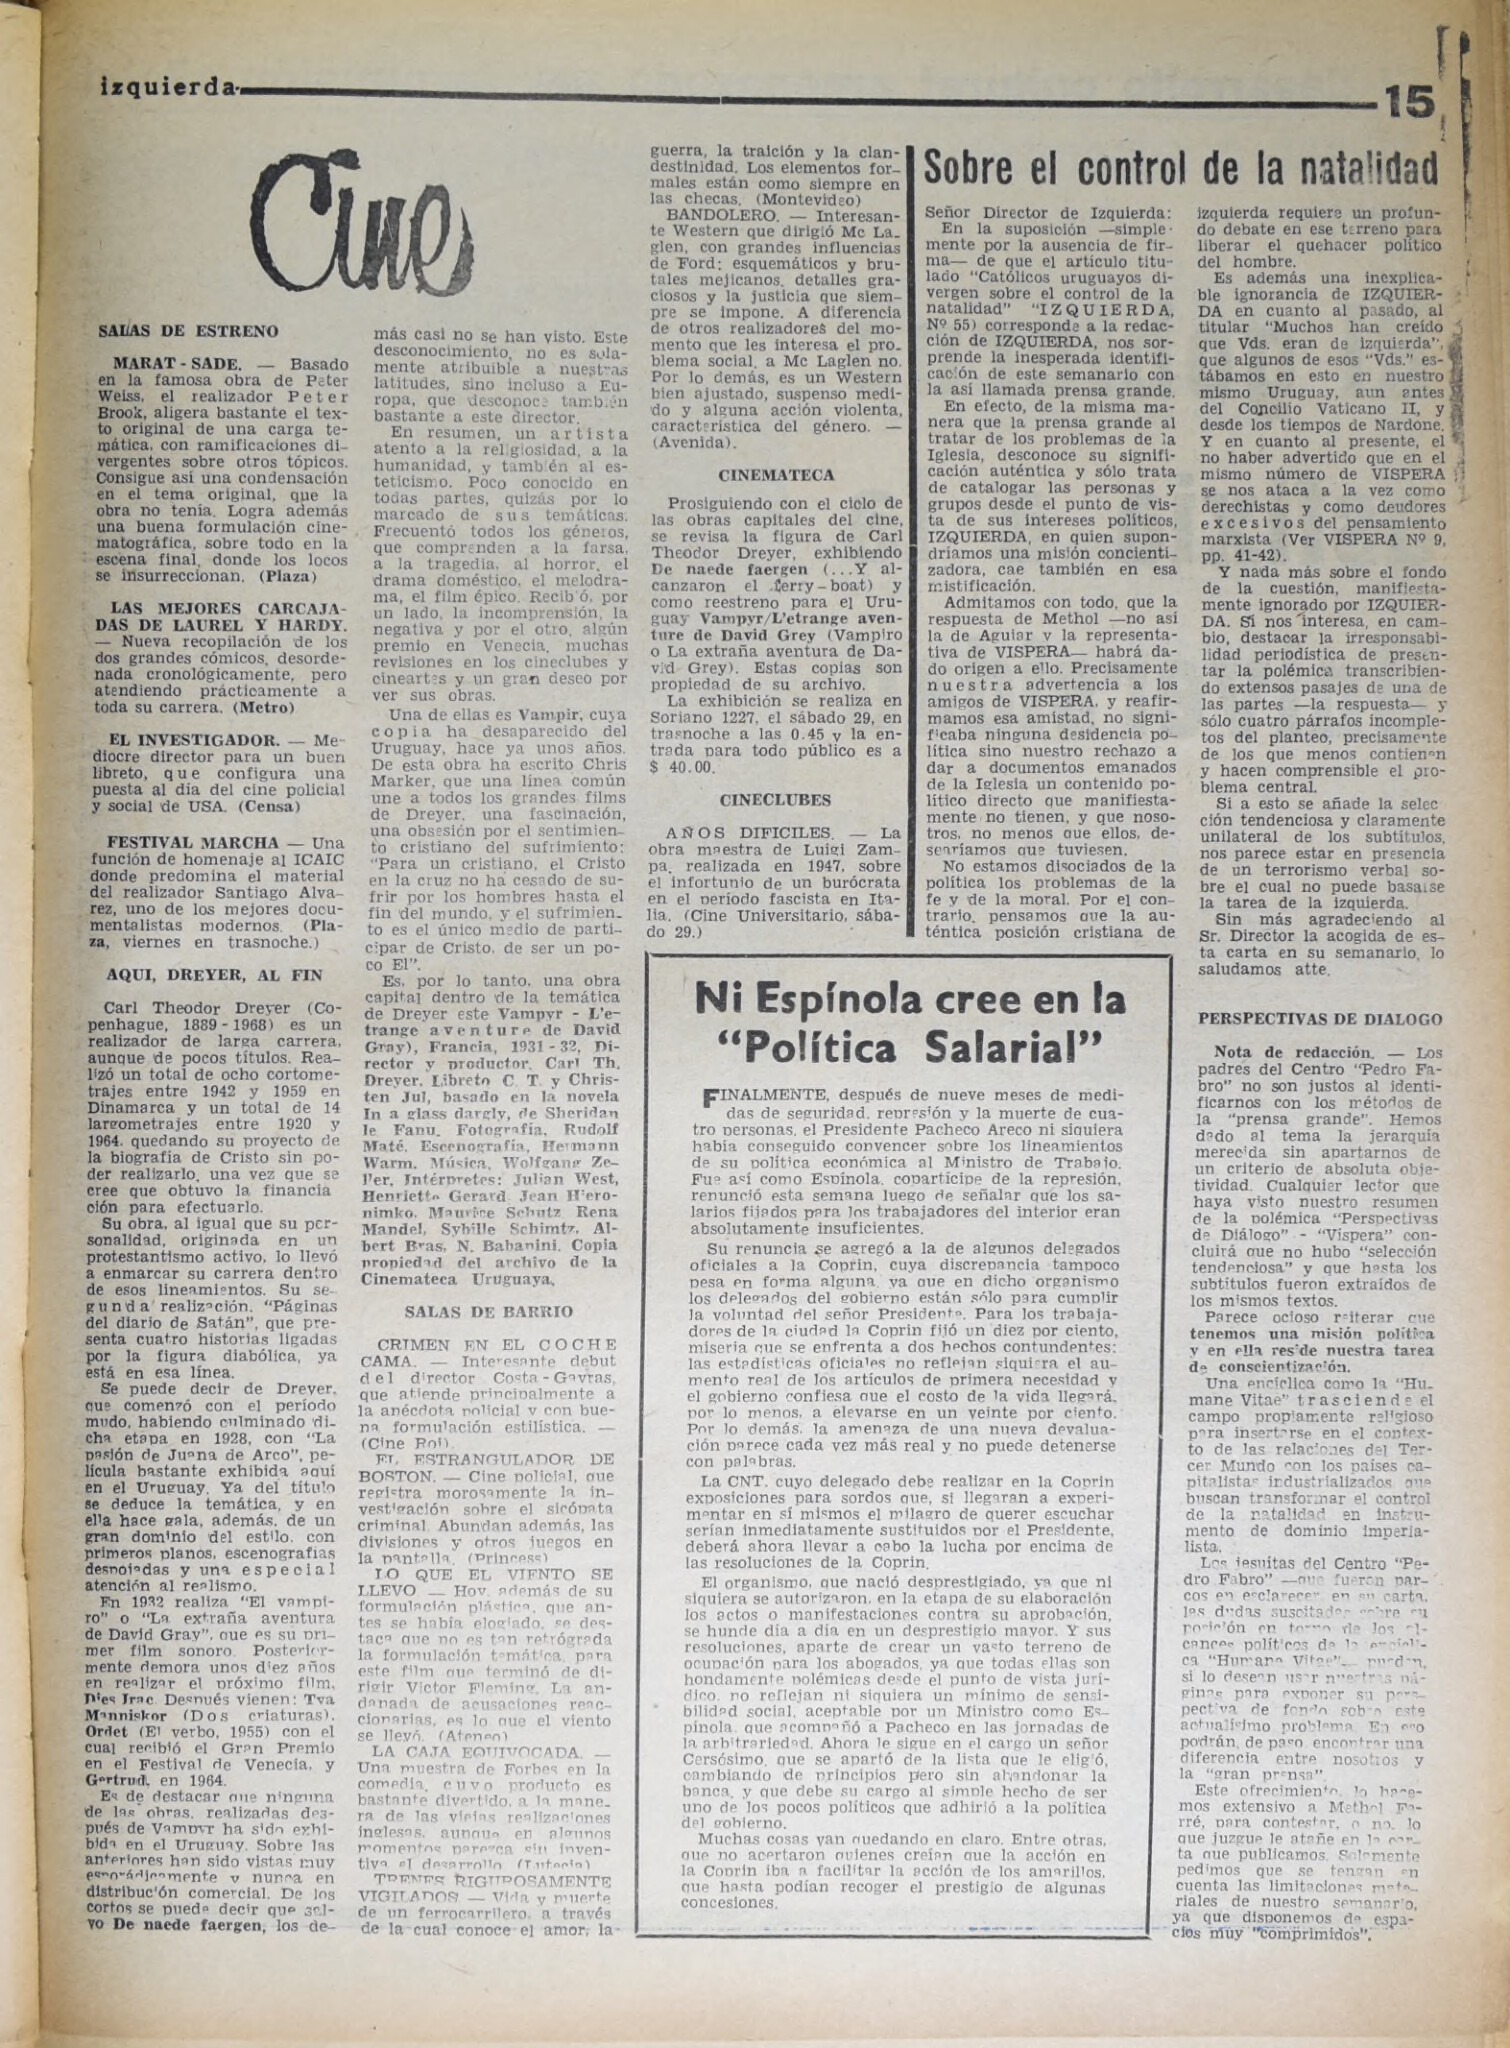 izquierda
15
Cine
SALAS DE ESTRENO
MARAT - SADE. — Basado
en la famosa obra de Peter
Weiss, el realizador Peter
Brook, aligera bastante el tex-
to original de una carga te-
mática, con ramificaciones di-
vergentes sobre otros tópicos.
Consigue así una condensación
en el tema original, que la
obra no tenía. Logra además
una buena formulación cine-
matográfica, sobre todo en la
escena final, donde los locos
se insurreccionan. (Plaza)
LAS MEJORES CARCAJA-
DAS DE LAUREL Y HARDY.
— Nueva recopilación de los
dos grandes cómicos, desorde-
nada cronológicamente, pero
atendiendo prácticamente a
toda su carrera. (Metro)
EL INVESTIGADOR. — Me-
diocre director para un buen
libreto, que configura una
puesta al día del cine policial
y social de USA. (Censa)
FESTIVAL MARCHA — Una
función de homenaje al ICAIC
donde predomina el material
del realizador Santiago Alva-
rez, uno de los mejores docu-
mentalistas modernos. (Pla-
za, viernes en trasnoche.)
AQUI, DREYER, AL FIN
Carl Theodor Dreyer (Co-
penhague, 1889 - 1968) es un
realizador de larga carrera,
aunque de pocos títulos. Rea-
lizó un total de ocho cortome-
trajes entre 1942 y 1959 en
Dinamarca y un total de 14
largometrajes entre 1920 y
1964, quedando su proyecto de
la biografía de Cristo sin po-
der realizarlo, una vez que se
cree que obtuvo la financia
ción para efectuarlo.
Su obra, al igual que su per-
sonalidad, originada en un
protestantismo activo, lo llevó
a enmarcar su carrera dentro
de esos lineamientos. Su se-
gunda realización. "Páginas
del diario de Satán", que pre-
senta cuatro historias ligadas
por la figura diabólica, ya
está en esa línea.
Se puede decir de Dreyer,
que comenzó con el período
mudo, habiendo culminado di-
cha etapa en 1928, con "La
pasión de Juana de Arco", pe-
lícula bastante exhibida aquí
en el Uruguay. Ya del título
se deduce la temática, y en
ella hace gala, además, de un
gran dominio del estilo, con
primeros planos, escenografías
despojadas y una especial
atención al realismo.
En 1932 realiza "El vampi-
ro" o "La extraña aventura
de David Gray", que es su pri-
mer film sonoro. Posterior-
mente demora unos diez años
en realizar el próximo film,
Dies Irae. Después vienen: Tva
Manniskor (Dos criaturas),
Ordet (El verbo, 1955) con el
cual recibió el Gran Premio
en el Festival de Venecia, y
Gertrud, en 1964.
Es de destacar que ninguna
de las obras, realizadas des-
pués de Vampyr ha sido exhi-
bida en el Uruguay. Sobre las
anteriores han sido vistas muy
esporádicamente y nunca en
distribución comercial. De los
cortos se puede decir que sal-
vo De naede faergen, los de-
más casi no se han visto. Este
desconocimiento, no es sola-
mente atribuible a nuestras
latitudes, sino incluso a Eu-
ropa, que desconoce también
bastante a este director.
En resumen, un artista
atento a la religiosidad, a la
humanidad, y también al es-
teticismo. Poco conocido en
todas partes, quizás por lo
marcado de sus temáticas.
Frecuentó todos los géneros,
que comprenden a la farsa,
a la tragedia, al horror, el
drama doméstico, el melodra-
ma, el film épico. Recibió, por
un lado, la incomprensión, la
negativa y por el otro, algún
premio en Venecia, muchas
revisiones en los cineclubes y
cineartes y un gran deseo por
ver sus obras.
Una de ellas es Vampir, cuya
copia ha desaparecido del
Uruguay, hace ya unos años.
De esta obra ha escrito Chris
Marker, que una línea común
une a todos los grandes films
de Dreyer, una fascinación,
una obsesión por el sentimien-
to cristiano del sufrimiento:
"Para un cristiano, el Cristo
en la cruz no ha cesado de su-
frir por los hombres hasta el
fin del mundo, y el sufrimien-
to es el único medio de parti-
cipar de Cristo, de ser un po-
co El".
Es, por lo tanto, una obra
capital dentro de la temática
de Dreyer este Vampyr - L'e-
trange aventure de David
Gray), Francia, 1931 - 32, Di-
rector y productor, Carl Th.
Dreyer. Libreto C. T. y Chris-
ten Jul, basado en la novela
In a glass dargly, de Sheridan
le Fanu. Fotografía, Rudolf
Maté. Escenografía, Hermann
Warm. Música, Wolfgang Ze-
ller. Intérpretes: Julian West,
Henriette Gerard Jean Hiero-
nimko, Maurice Schutz Rena
Mandel, Sybille Schimtz, Al-
bert Bras, N. Babanini. Copia
propiedad del archivo de la
Cinemateca Uruguaya.
SALAS DE BARRIO
CRIMEN EN EL COCHE
CAMA. — Interesante debut
del director Costa - Gavras,
que atiende principalmente a
la anécdota policial y con bue-
na formulación estilística. —
(Cine Roi).
EL ESTRANGULADOR DE
BOSTON. — Cine policial, que
registra morosamente la in-
vestigación sobre el sicópata
criminal. Abundan además, las
divisiones y otros juegos en
la pantalla. (Princess)
LO QUE EL VIENTO SE
LLEVO — Hoy, además de su
formulación plástica, que an-
tes se había elogiado, se des-
taca que no es tan retrógrada
la formulación temática, para
este film que terminó de di-
rigir Victor Fleming. La an-
danada de acusaciones reac-
cionarias, es lo que el viento
se llevó. (Ateneo)
LA CAJA EQUIVOCADA. —
Una muestra de Forbes en la
comedia, cuyo producto es
bastante divertido, a la mane-
ra de las viejas realizaciones
inglesas, aunque en algunos
momentos parezca sin inven-
tiva el desarrollo (Lutecia)
TRENES RIGUROSAMENTE
VIGILADOS — Vida y muerte
de un ferrocarrilero, a través
de la cual conoce el amor, la
guerra, la traición y la clan-
destinidad. Los elementos for-
males están como siempre en
las checas. (Montevideo)
BANDOLERO. — Interesan-
te Western que dirigió Mc La-
glen, con grandes influencias
de Ford: esquemáticos y bru-
tales mejicanos, detalles gra-
ciosos y la justicia que siem-
pre se impone. A diferencia
de otros realizadores del mo-
mento que les interesa el pro-
blema social, a Mc Laglen no.
Por lo demás, es un Western
bien ajustado, suspenso medi-
do y alguna acción violenta,
característica del género. —
(Avenida).
CINEMATECA
Prosiguiendo con el ciclo de
las obras capitales del cine,
se revisa la figura de Carl
Theodor Dreyer, exhibiendo
De naede faergen (...Y al-
canzaron el ferry-boat) y
como reestreno para el Uru-
guay Vampyr/L'etrange aven-
ture de David Grey (Vampiro
o La extraña aventura de Da-
vid Grey). Estas copias son
propiedad de su archivo.
La exhibición se realiza en
Soriano 1227, el sábado 29, en
trasnoche a las 0.45 y la en-
trada para todo público es a
$ 40.00.
CINECLUBES
AÑOS DIFICILES. — La
obra maestra de Luigi Zam-
pa, realizada en 1947, sobre
el infortunio de un burócrata
en el período fascista en Ita-
lia. (Cine Universitario, sába-
do 29.)
Sobre el control de la natalidad
Señor Director de Izquierda:
En la suposición —simple-
mente por la ausencia de fir-
ma— de que el artículo titu-
lado "Católicos uruguayos di-
vergen sobre el control de la
natalidad" "IZQUIERDA,
Nº 55) corresponde a la redac-
ción de IZQUIERDA, nos sor-
prende la inesperada identifi-
cación de este semanario con
la así llamada prensa grande.
En efecto, de la misma ma-
nera que la prensa grande al
tratar de los problemas de la
Iglesia, desconoce su signifi-
cación auténtica y sólo trata
de catalogar las personas y
grupos desde el punto de vis-
ta de sus intereses políticos,
IZQUIERDA, en quien supon-
dríamos una misión concienti-
zadora, cae también en esa
mistificación.
Admitamos con todo, que la
respuesta de Methol —no así
la de Aguiar y la representa-
tiva de VISPERA— habrá da-
do origen a ello. Precisamente
nuestra advertencia a los
amigos de VISPERA, y reafir-
mamos esa amistad, no signi-
ficaba ninguna desidencia po-
lítica sino nuestro rechazo a
dar a documentos emanados
de la Iglesia un contenido po-
lítico directo que manifiesta-
mente no tienen, y que noso-
tros, no menos que ellos, de-
searíamos que tuviesen.
No estamos disociados de la
política los problemas de la
fe y de la moral. Por el con-
trario, pensamos que la au-
téntica posición cristiana de
izquierda requiere un profun-
do debate en ese terreno para
liberar el quehacer político
del hombre.
Es además una inexplica-
ble ignorancia de IZQUIER-
DA en cuanto al pasado, al
titular "Muchos han creído
que Vds. eran de izquierda",
que algunos de esos "Vds." es-
tábamos en esto en nuestro
mismo Uruguay, aun antes
del Concilio Vaticano II, y
desde los tiempos de Nardone.
Y en cuanto al presente, el
no haber advertido que en el
mismo número de VISPERA
se nos ataca a la vez como
derechistas y como deudores
excesivos del pensamiento
marxista (Ver VISPERA Nº 9,
pp. 41-42).
Y nada más sobre el fondo
de la cuestión, manifiesta-
mente ignorado por IZQUIER-
DA. Sí nos interesa, en cam-
bio, destacar la irresponsabi-
lidad periodística de presen-
tar la polémica transcribien-
do extensos pasajes de una de
las partes —la respuesta— y
sólo cuatro párrafos incomple-
tos del planteo, precisamente
de los que menos contienen
y hacen comprensible el pro-
blema central.
Si a esto se añade la selec
ción tendenciosa y claramente
unilateral de los subtítulos,
nos parece estar en presencia
de un terrorismo verbal so-
bre el cual no puede basarse
la tarea de la izquierda.
Sin más agradeciendo al
Sr. Director la acogida de es-
ta carta en su semanario, lo
saludamos atte.
PERSPECTIVAS DE DIALOGO
Nota de redacción. — Los
padres del Centro "Pedro Fa-
bro" no son justos al identi-
ficarnos con los métodos de
la "prensa grande". Hemos
dado al tema la jerarquía
merecida sin apartarnos de
un criterio de absoluta obje-
tividad. Cualquier lector que
haya visto nuestro resumen
de la polémica "Perspectivas
de Diálogo" - "Víspera" con-
cluirá que no hubo "selección
tendenciosa" y que hasta los
subtítulos fueron extraídos de
los mismos textos.
Parece ocioso reiterar que
tenemos una misión política
y en ella reside nuestra tarea
de conscientización.
Una encíclica como la "Hu-
mane Vitae" trasciende el
campo propiamente religioso
para insertarse en el contex-
to de las relaciones del Ter-
cer Mundo con los países ca-
pitalistas industrializados que
buscan transformar el control
de la natalidad en instru-
mento de dominio imperia-
lista.
Los jesuitas del Centro "Pe-
dro Fabro" —que fueron par-
cos en esclarecer, en su carta,
las dudas suscitadas sobre su
posición en torno de los al-
cances políticos de la encícli-
ca "Humane Vitae"— pueden,
si lo desean usar nuestras pá-
ginas para exponer su pers-
pectiva de fondo sobre este
actualísimo problema. En eso
podrán, de paso, encontrar una
diferencia entre nosotros y
la "gran prensa".
Este ofrecimiento, lo hace-
mos extensivo a Methol Fe-
rré, para contestar, o no, lo
que juzgue le atañe en la car-
ta que publicamos. Solamente
pedimos que se tengan en
cuenta las limitaciones mate-
riales de nuestro semanario,
ya que disponemos de espa-
cios muy "comprimidos".
Ni Espínola cree en la
"Política Salarial"
FINALMENTE, después de nueve meses de medi-
das de seguridad, represión y la muerte de cua-
tro personas, el Presidente Pacheco Areco ni siquiera
había conseguido convencer sobre los lineamientos
de su política económica al Ministro de Trabajo.
Fue así como Espínola, copartícipe de la represión,
renunció esta semana luego de señalar que los sa-
larios fijados para los trabajadores del interior eran
absolutamente insuficientes.
Su renuncia se agregó a la de algunos delegados
oficiales a la Coprin, cuya discrepancia tampoco
pesa en forma alguna, ya que en dicho organismo
los delegados del gobierno están sólo para cumplir
la voluntad del señor Presidente. Para los trabaja-
dores de la ciudad la Coprin fijó un diez por ciento,
miseria que se enfrenta a dos hechos contundentes:
las estadísticas oficiales no reflejan siquiera el au-
mento real de los artículos de primera necesidad y
el gobierno confiesa que el costo de la vida llegará,
por lo menos, a elevarse en un veinte por ciento.
Por lo demás, la amenaza de una nueva devalua-
ción parece cada vez más real y no puede detenerse
con palabras.
La CNT, cuyo delegado debe realizar en la Coprin
exposiciones para sordos que, si llegaran a experi-
mentar en sí mismos el milagro de querer escuchar
serían inmediatamente sustituidos por el Presidente,
deberá ahora llevar a cabo la lucha por encima de
las resoluciones de la Coprin.
El organismo, que nació desprestigiado, ya que ni
siquiera se autorizaron, en la etapa de su elaboración
los actos o manifestaciones contra su aprobación,
se hunde día a día en un desprestigio mayor. Y sus
resoluciones, aparte de crear un vasto terreno de
ocupación para los abogados, ya que todas ellas son
hondamente polémicas desde el punto de vista jurí-
dico, no reflejan ni siquiera un mínimo de sensi-
bilidad social, aceptable por un Ministro como Es-
pínola, que acompañó a Pacheco en las jornadas de
la arbitrariedad. Ahora le sigue en el cargo un señor
Cersósimo, que se apartó de la lista que le eligió,
cambiando de principios pero sin abandonar la
banca, y que debe su cargo al simple hecho de ser
uno de los pocos políticos que adhirió a la política
del gobierno.
Muchas cosas van quedando en claro. Entre otras,
que no acertaron quienes creían que la acción en
la Coprin iba a facilitar la acción de los amarillos,
que hasta podían recoger el prestigio de algunas
concesiones.